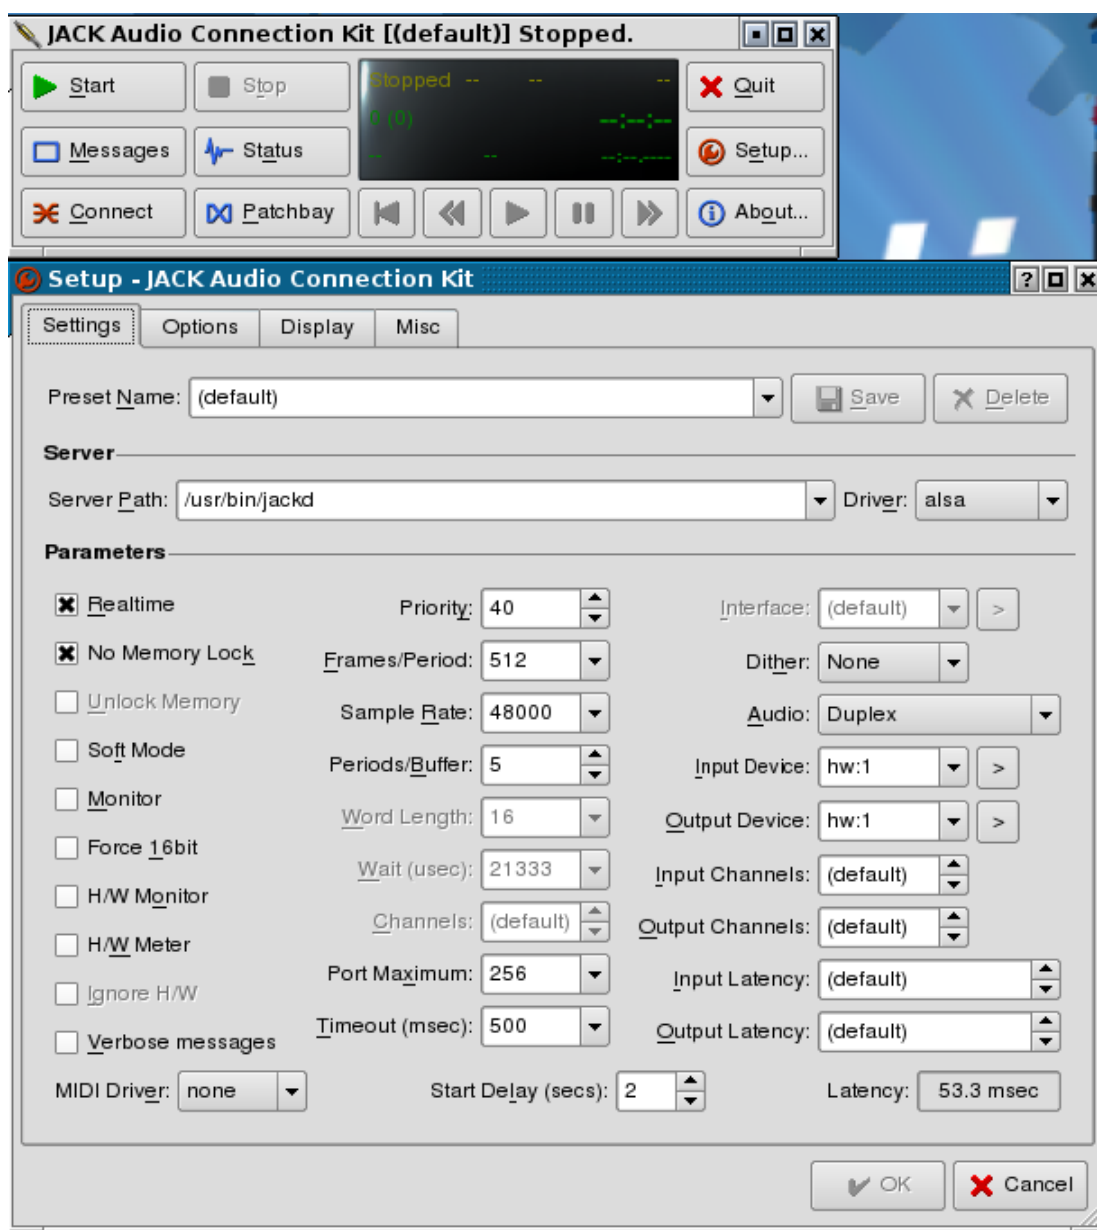 JACK Audio Connection Kit [(default)] Stopped.
Start
Stop
Stopped -- -- --
Quit
0 (0) --:--:--
Messages
Status
-- -- --:--.----
Setup...
Connect
Patchbay
About...
Setup - JACK Audio Connection Kit
?
Settings Options Display Misc
Preset Name: (default) Save Delete
Server
Server Path: /usr/bin/jackd Driver: alsa
Parameters
Realtime Priority: 40 Interface: (default) >
No Memory Lock Frames/Period: 512 Dither: None
Unlock Memory Sample Rate: 48000 Audio: Duplex
Soft Mode Periods/Buffer: 5 Input Device: hw:1 >
Monitor Word Length: 16 Output Device: hw:1 >
Force 16bit Wait (usec): 21333 Input Channels: (default)
H/W Monitor Channels: (default) Output Channels: (default)
H/W Meter Port Maximum: 256 Input Latency: (default)
Ignore H/W Timeout (msec): 500 Output Latency: (default)
Verbose messages
MIDI Driver: none Start Delay (secs): 2 Latency: 53.3 msec
OK Cancel